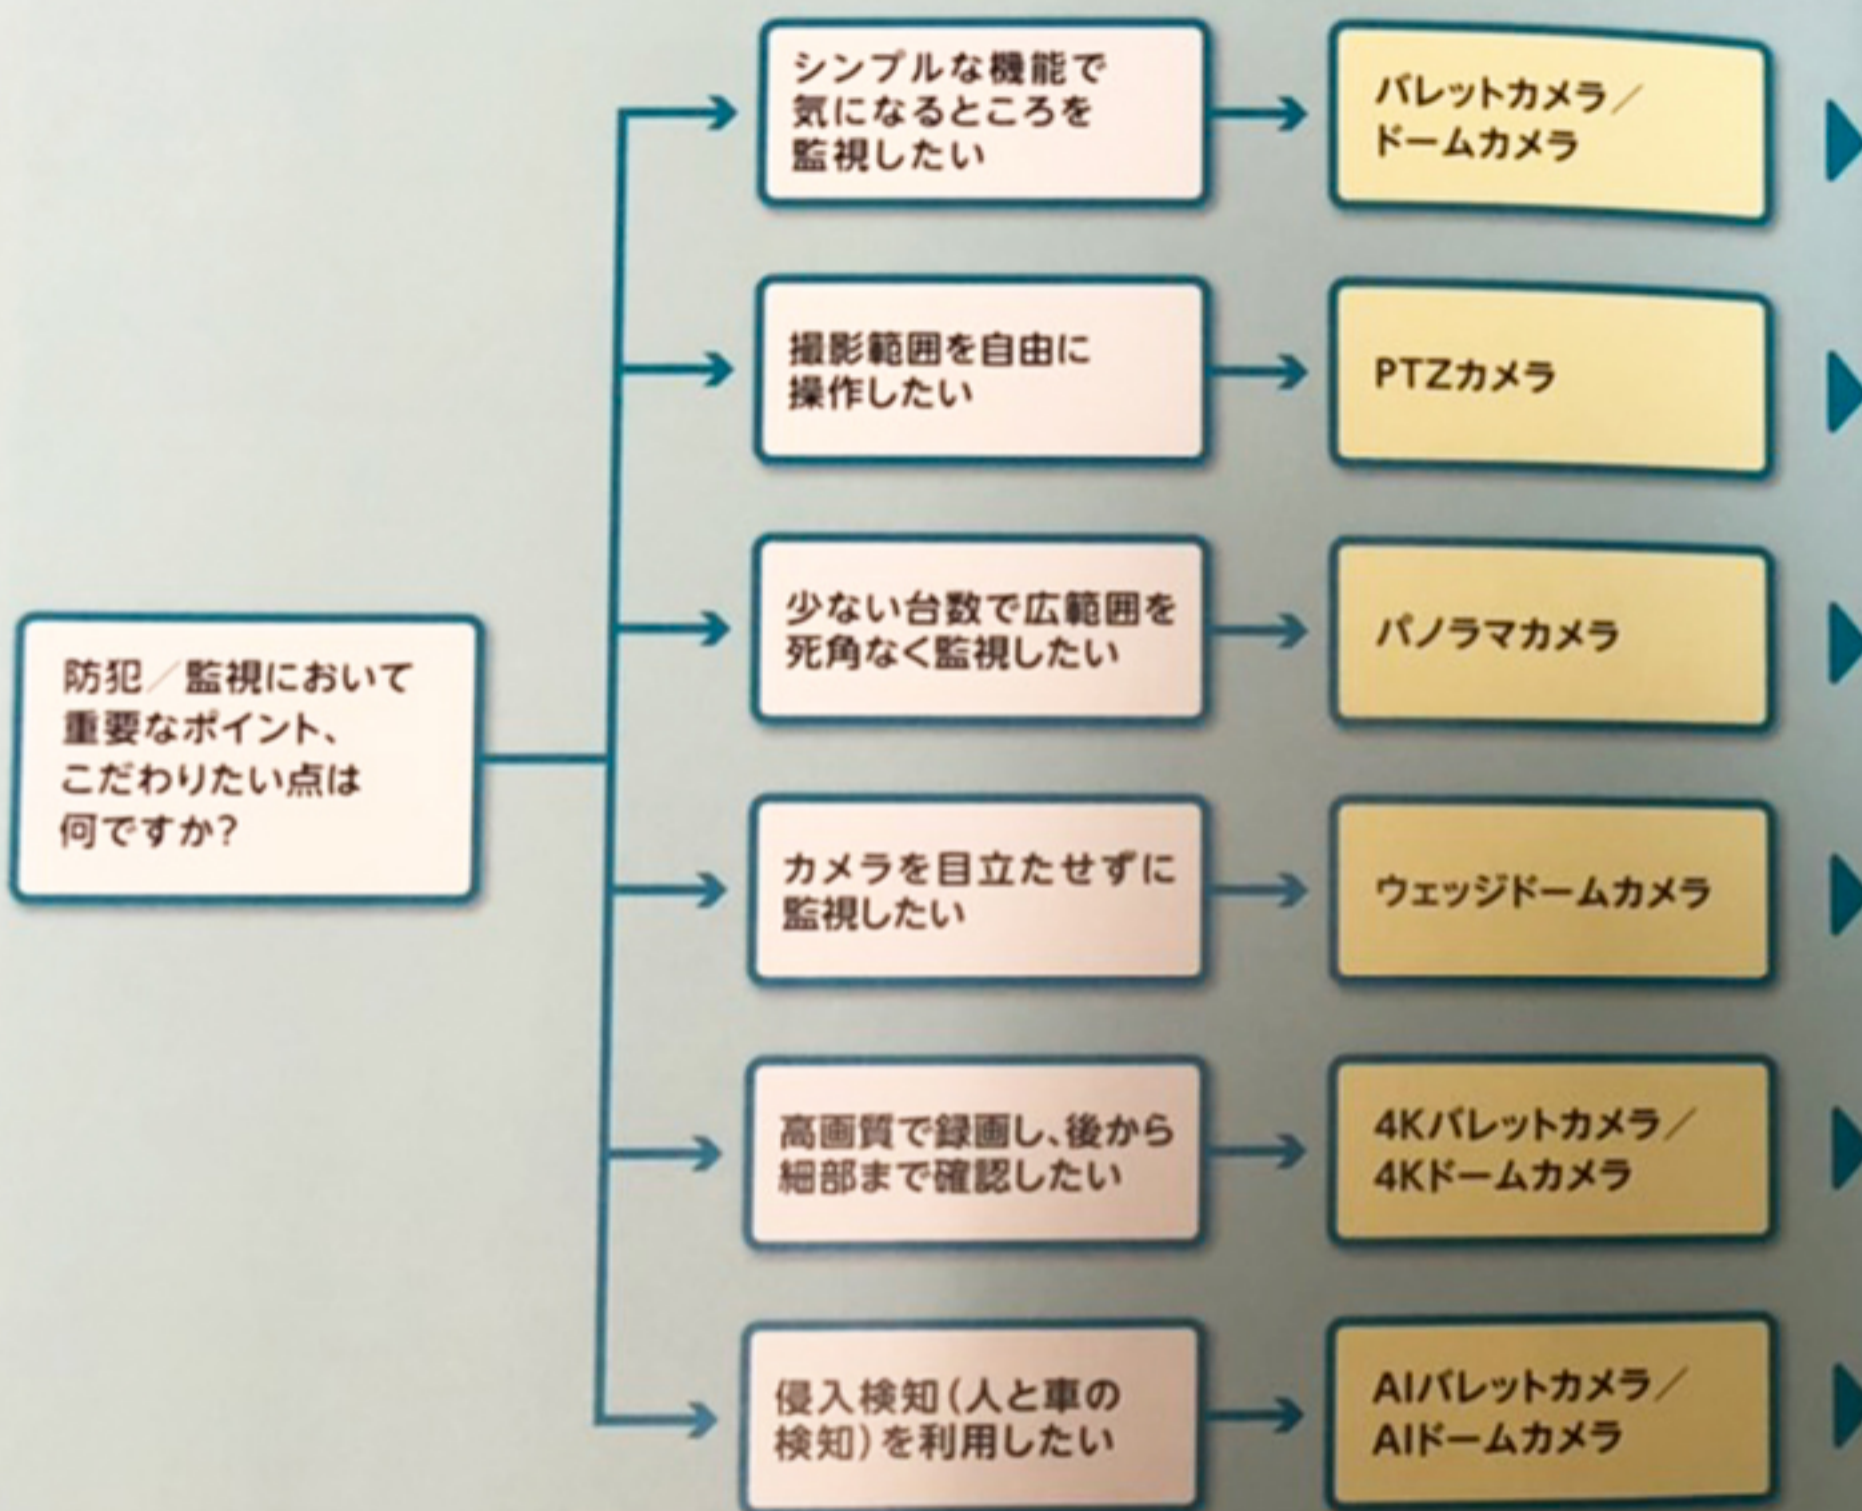 防犯／監視において
重要なポイント、
こだわりたい点は
何ですか?
シンプルな機能で
気になるところを
監視したい
バレットカメラ／
ドームカメラ
撮影範囲を自由に
操作したい
PTZカメラ
少ない台数で広範囲を
死角なく監視したい
パノラマカメラ
カメラを目立たせずに
監視したい
ウェッジドームカメラ
高画質で録画し、後から
細部まで確認したい
4Kバレットカメラ／
4Kドームカメラ
侵入検知(人と車の
検知)を利用したい
AIバレットカメラ／
AIドームカメラ